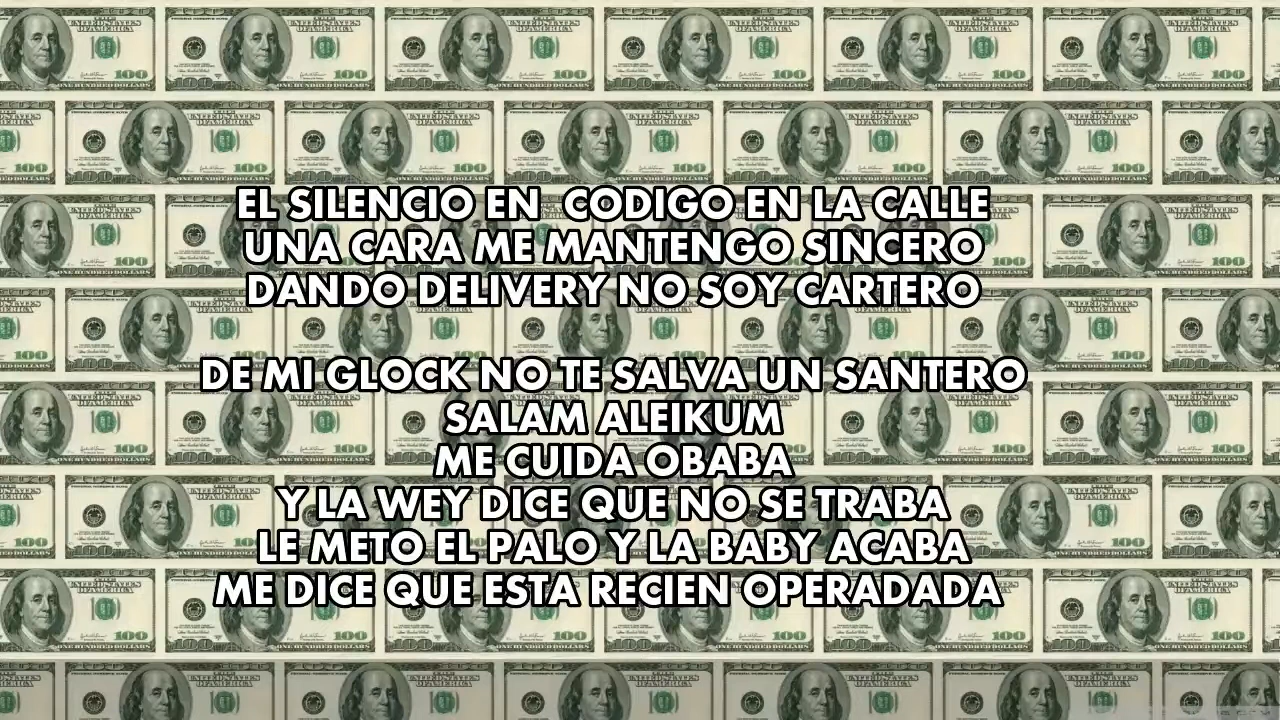 EL SILENCIO EN CODIGO EN LA CALLE
UNA CARA ME MANTENGO SINCERO
DANDO DELIVERY NO SOY CARTERO
DE MI GLOCK NO TE SALVA UN SANTERO
SALAM ALEIKUM
ME CUIDA OBABA
Y LA WEY DICE QUE NO SE TRABA
LE METO EL PALO Y LA BABY ACABA
ME DICE QUE ESTA RECIEN OPERADADA